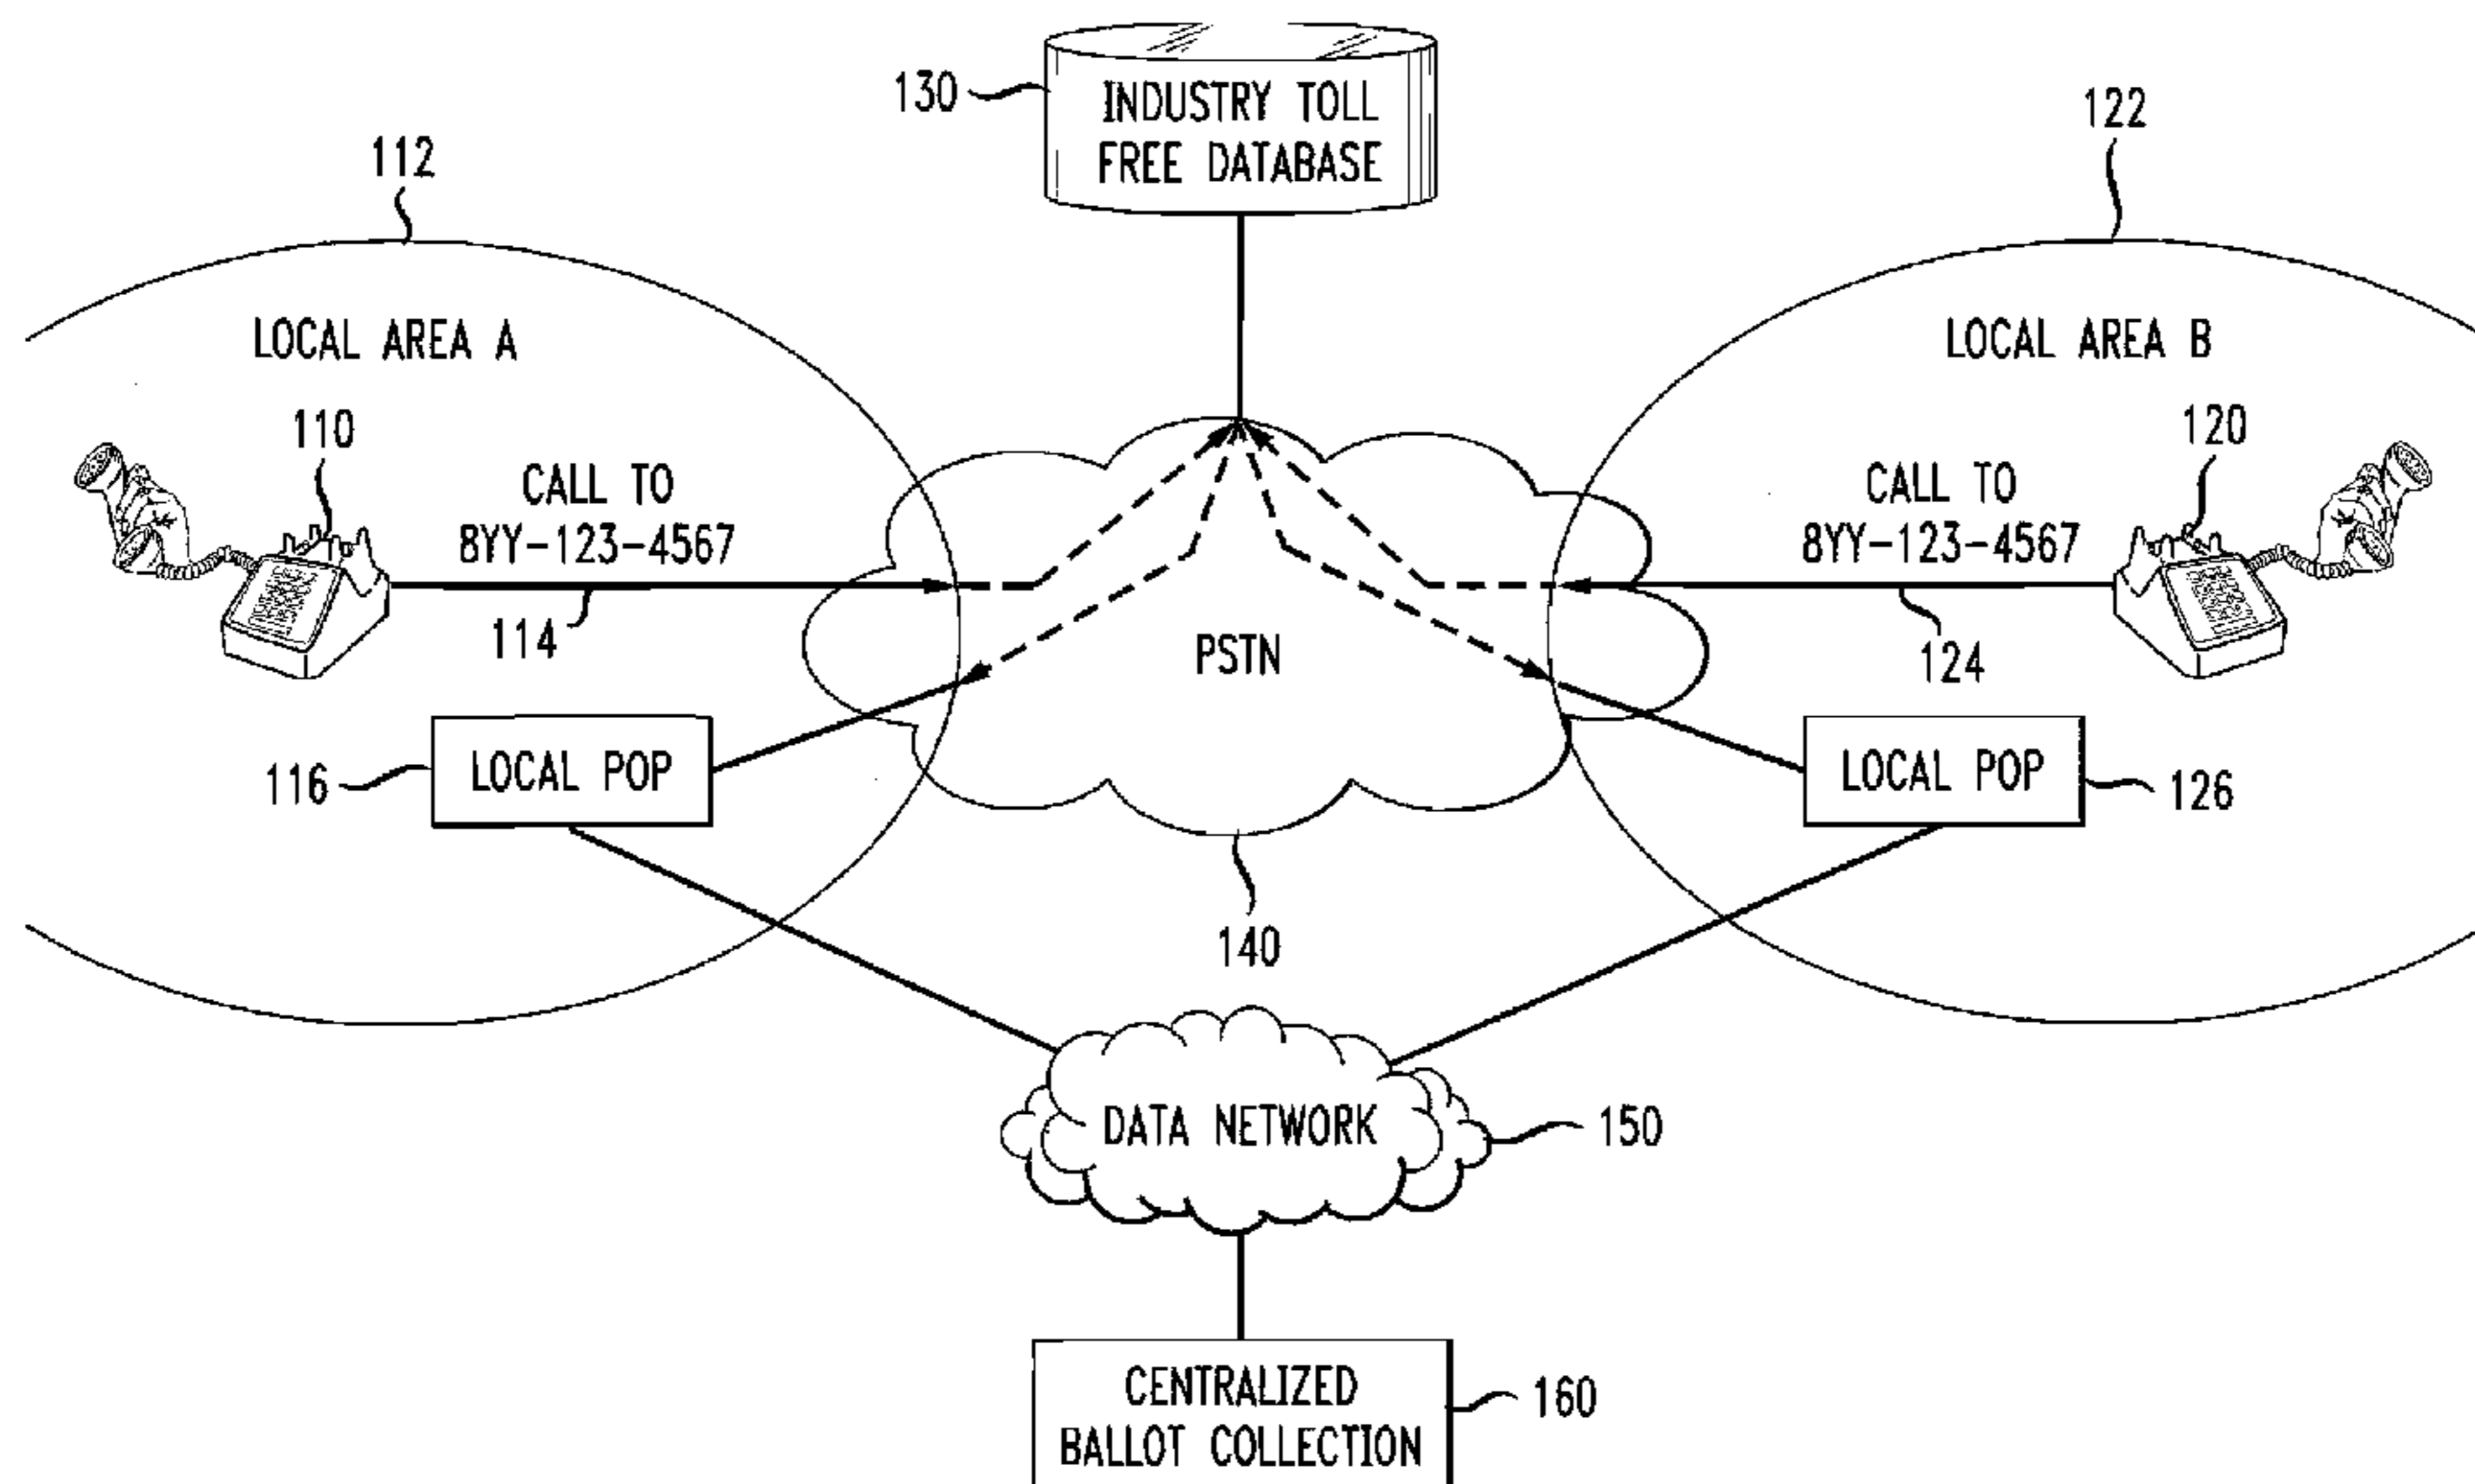 130
INDUSTRY TOLL
FREE DATABASE
112
122
LOCAL AREA A
LOCAL AREA B
110
CALL TO
8YY-123-4567
114
120
CALL TO
8YY-123-4567
124
PSTN
116
LOCAL POP
LOCAL POP
126
140
DATA NETWORK
150
CENTRALIZED
BALLOT COLLECTION
160